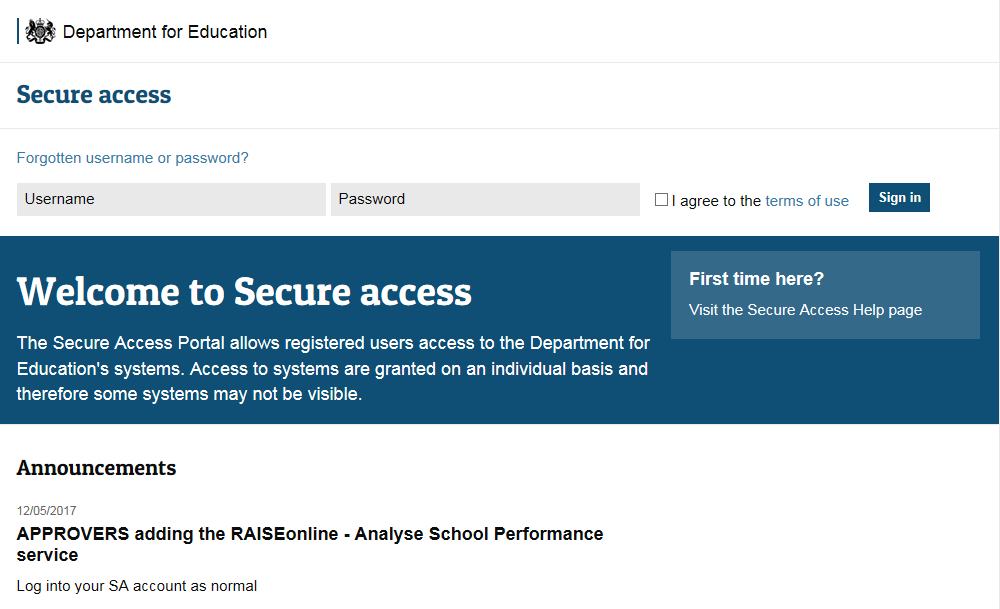 Department for Education
Secure access
Forgotten username or password?
Username Password I agree to the terms of use Sign in
Welcome to Secure access
The Secure Access Portal allows registered users access to the Department for
Education's systems. Access to systems are granted on an individual basis and
therefore some systems may not be visible.
First time here?
Visit the Secure Access Help page
Announcements
12/05/2017
APPROVERS adding the RAISEonline - Analyse School Performance
service
Log into your SA account as normal